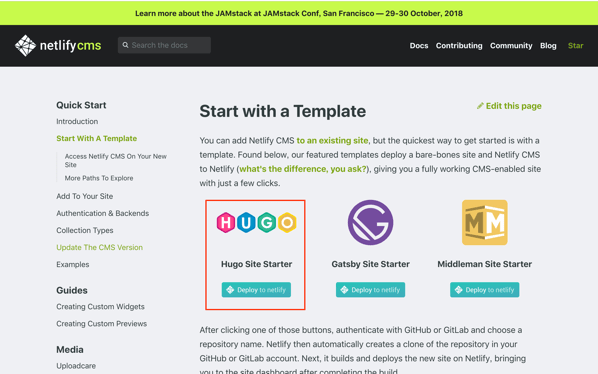 Learn more about the JAMstack at JAMstack Conf, San Francisco — 29-30 October, 2018
netlifycms
Search the docs
Docs Contributing Community Blog Star
Quick Start
Introduction
Start With A Template
Access Netlify CMS On Your New
Site
More Paths To Explore
Add To Your Site
Authentication & Backends
Collection Types
Update The CMS Version
Examples
Guides
Creating Custom Widgets
Creating Custom Previews
Media
Uploadcare
Start with a Template
Edit this page
You can add Netlify CMS to an existing site, but the quickest way to get started is with a
template. Found below, our featured templates deploy a bare-bones site and Netlify CMS
to Netlify (what's the difference, you ask?), giving you a fully working CMS-enabled site
with just a few clicks.
HUGO
M M
Hugo Site Starter Gatsby Site Starter Middleman Site Starter
Deploy to netlify Deploy to netlify Deploy to netlify
After clicking one of those buttons, authenticate with GitHub or GitLab and choose a
repository name. Netlify then automatically creates a clone of the repository in your
GitHub or GitLab account. Next, it builds and deploys the new site on Netlify, bringing
you to the site dashboard after completing the build.